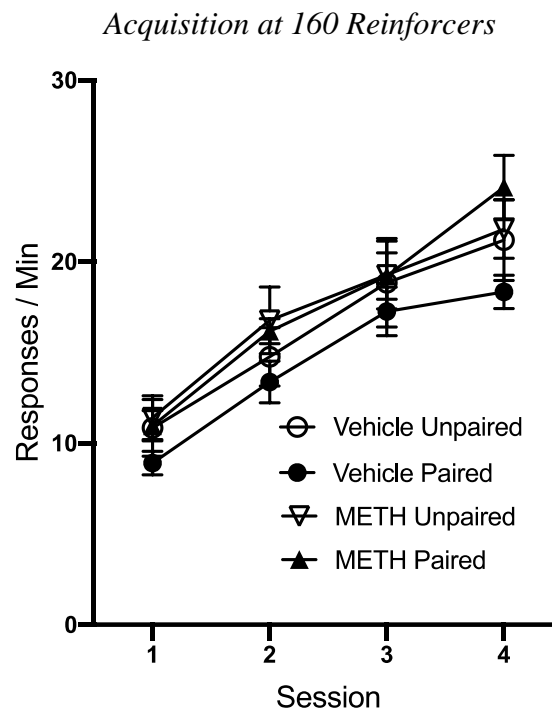 Acquisition at 160 Reinforcers
30
20
10
0
Responses / Min
Vehicle Unpaired
Vehicle Paired
METH Unpaired
METH Paired
1 2 3 4
Session